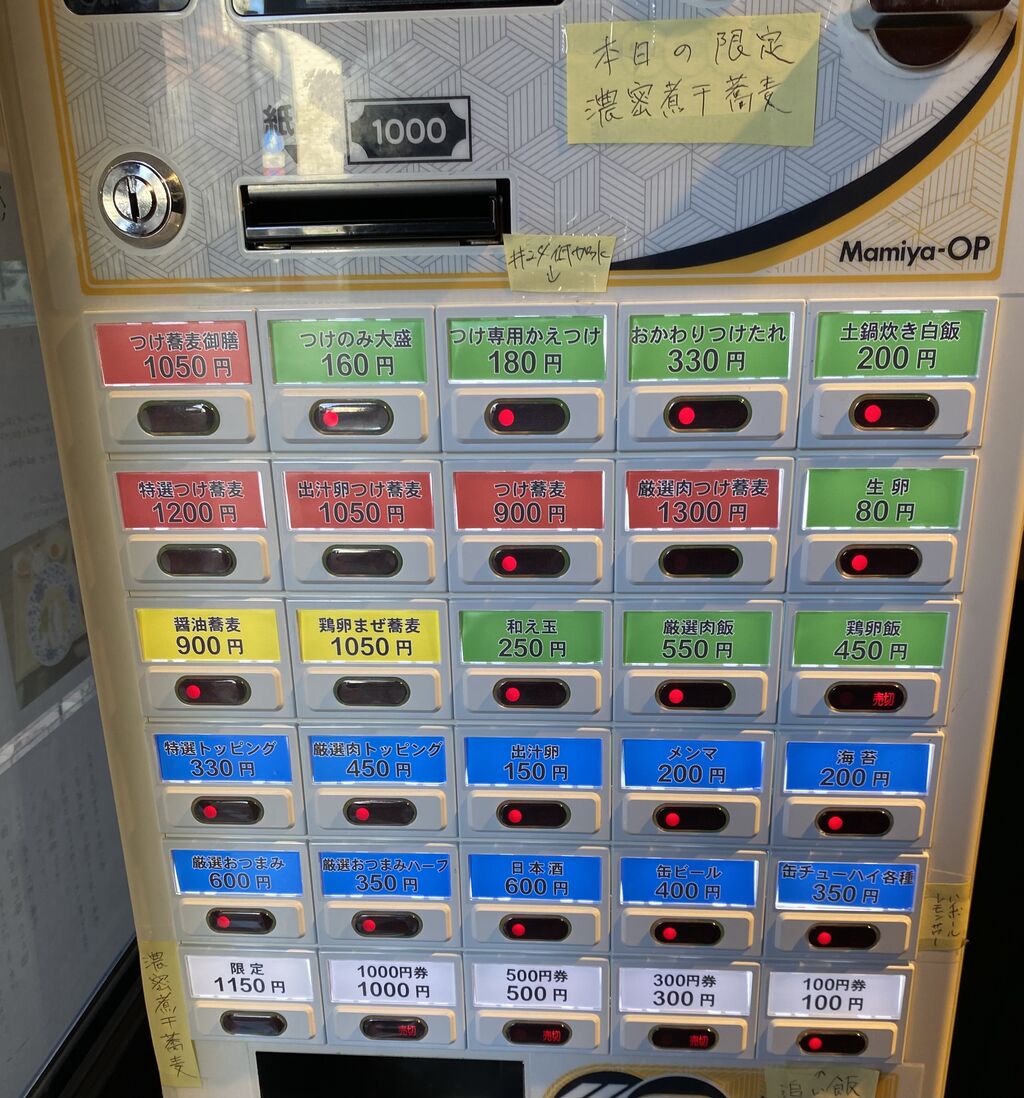 本日の限定
濃密煮干蕎麦
紙
1000
Mamiya-OP
つけ蕎麦御膳
1050円
つけのみ大盛
160円
つけ専用かえつけ
180円
おかわりつけたれ
330円
土鍋炊き白飯
200円
特選つけ蕎麦
1200円
出汁卵つけ蕎麦
1050円
つけ蕎麦
900円
厳選肉つけ蕎麦
1300円
生卵
80円
醤油蕎麦
900円
鶏卵まぜ蕎麦
1050円
和え玉
250円
厳選肉飯
550円
鶏卵飯
450円
売切
特選トッピング
330円
厳選肉トッピング
450円
出汁卵
150円
メンマ
200円
海苔
200円
厳選おつまみ
600円
厳選おつまみハーフ
350円
日本酒
600円
缶ビール
400円
缶チューハイ各種
350円
ハイボール
レモンサワー
濃密煮干蕎麦
限定
1150円
1000円券
1000円
売切
500円券
500円
売切
300円券
300円
売切
100円券
100円
↑
追い飯